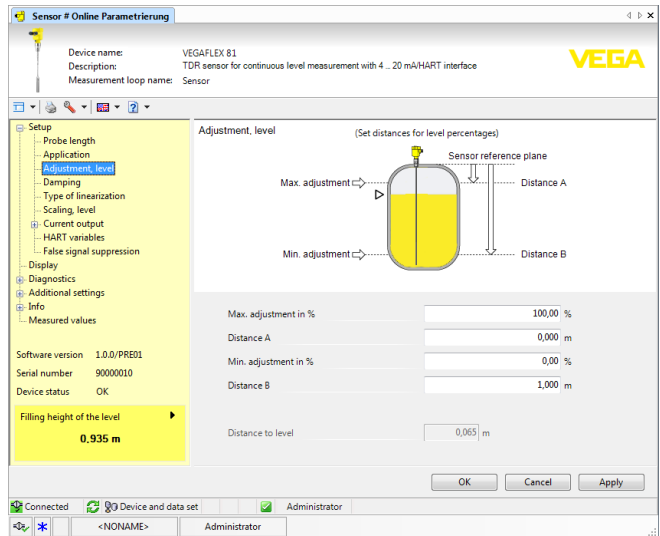 Sensor # Online Parametrierung
Device name: VEGAFLEX 81
Description: TDR sensor for continuous level measurement with 4 .. 20 mA/HART interface
Measurement loop name: Sensor
VEGA
Setup
Probe length
Application
Adjustment, level
Damping
Type of linearization
Scaling, level
Current output
HART variables
False signal suppression
Display
Diagnostics
Additional settings
Info
Measured values
Software version 1.0.0/PRE01
Serial number 90000010
Device status OK
Filling height of the level
0,935 m
Adjustment, level
(Set distances for level percentages)
Sensor reference plane
Max. adjustment
Distance A
Min. adjustment
Distance B
Max. adjustment in % 100,00 %
Distance A 0,000 m
Min. adjustment in % 0,00 %
Distance B 1,000 m
Distance to level 0,065 m
OK Cancel Apply
Connected Device and data set Administrator
<NONAME> Administrator